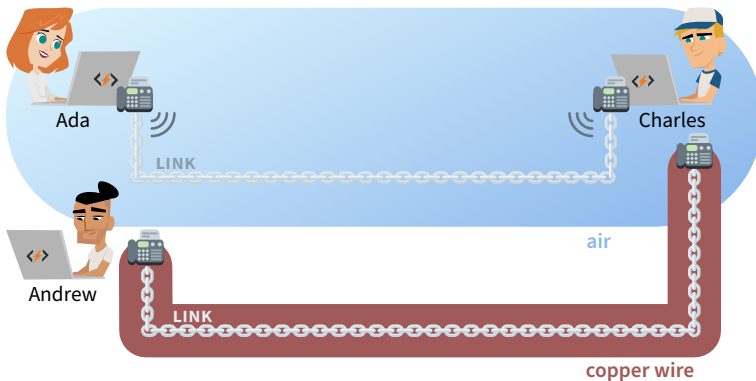 Ada
Charles
LINK
air
Andrew
LINK
copper wire